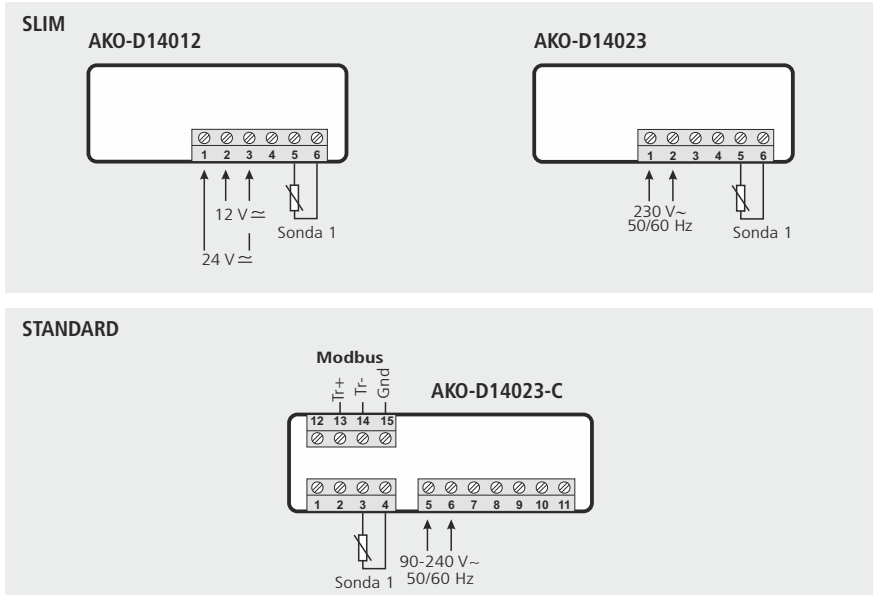 SLIM
AKO-D14012
1 2 3 4 5 6
12 V ≃
Sonda 1
24 V ≃
AKO-D14023
1 2 3 4 5 6
230 V~
50/60 Hz
Sonda 1
STANDARD
Modbus
Tr+
Tr-
Gnd
AKO-D14023-C
12 13 14 15
1 2 3 4
5 6 7 8 9 10 11
Sonda 1
90-240 V~
50/60 Hz